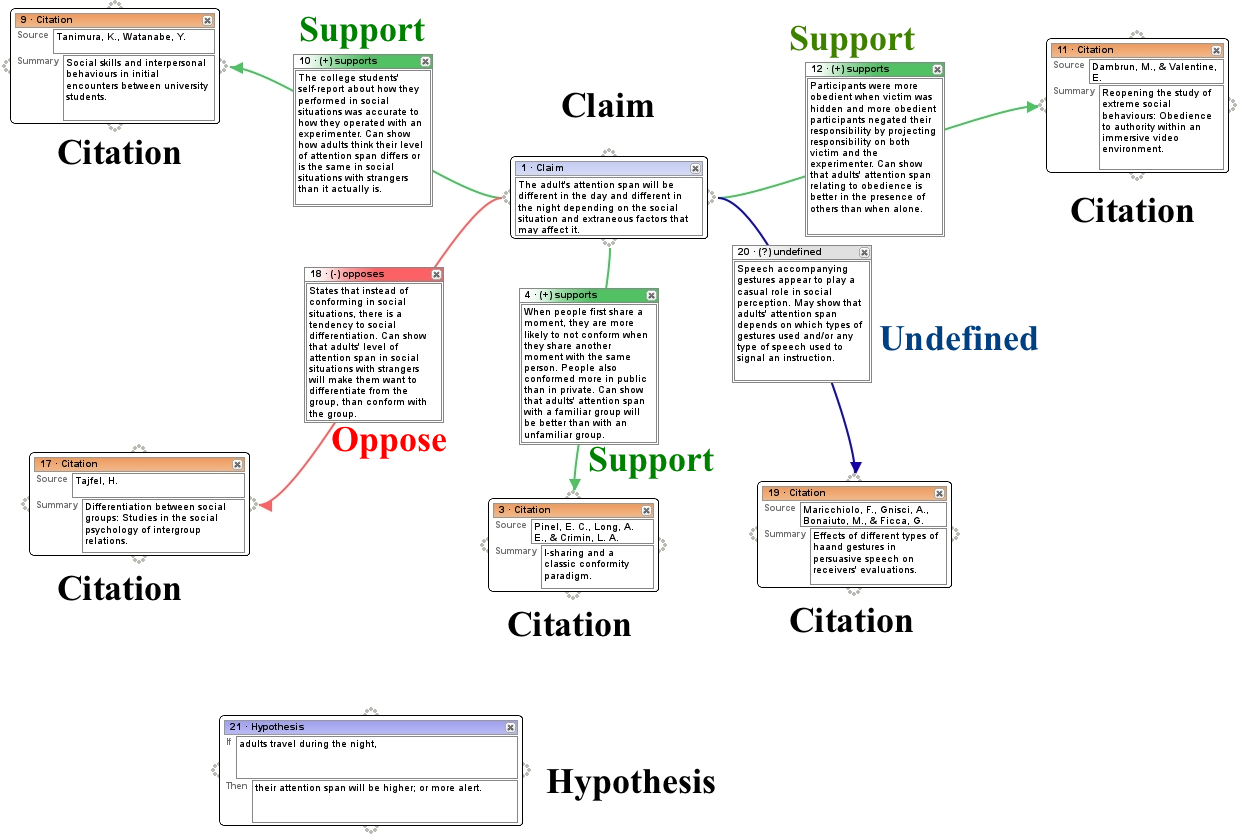 9 · Citation
Source
Tanimura, K., Watanabe, Y.
Summary
Social skills and interpersonal
behaviours in initial
encounters between university
students.
Citation
Support
10 · (+) supports
The college students'
self-report about how they
performed in social
situations was accurate to
how they operated with an
experimenter. Can show
how adults think their level
of attention span differs or
is the same in social
situations with strangers
than it actually is.
Claim
1 · Claim
The adult's attention span will be
different in the day and different in
the night depending on the social
situation and extraneous factors that
may affect it.
Support
12 · (+) supports
Participants were more
obedient when victim was
hidden and more obedient
participants negated their
responsibility by projecting
responsibility on both
victim and the
experimenter. Can show
that adults' attention span
relating to obedience is
better in the presence of
others than when alone.
11 · Citation
Source
Dambrun, M., & Valentine,
E.
Summary
Reopening the study of
extreme social
behaviours: Obedience
to authority within an
immersive video
environment.
Citation
18 · (-) opposes
States that instead of
conforming in social
situations, there is a
tendency to social
differentiation. Can show
that adults' level of
attention span in social
situations with strangers
will make them want to
differentiate from the
group, than conform with
the group.
Oppose
4 · (+) supports
When people first share a
moment, they are more
likely to not conform when
they share another
moment with the same
person. People also
conformed more in public
than in private. Can show
that adults' attention span
with a familiar group will
be better than with an
unfamiliar group.
Support
20 · (?) undefined
Speech accompanying
gestures appear to play a
casual role in social
perception. May show that
adults' attention span
depends on which types of
gestures used and/or any
type of speech used to
signal an instruction.
Undefined
17 · Citation
Source
Tajfel, H.
Summary
Differentiation between social
groups: Studies in the social
psychology of intergroup
relations.
Citation
3 · Citation
Source
Pinel, E. C., Long, A.
E., & Crimin, L. A.
Summary
I-sharing and a
classic conformity
paradigm.
Citation
19 · Citation
Source
Maricchiolo, F., Gnisci, A.,
Bonaiuto, M., & Ficca, G.
Summary
Effects of different types of
haand gestures in
persuasive speech on
receivers' evaluations.
Citation
21 · Hypothesis
If
adults travel during the night,
Then
their attention span will be higher; or more alert.
Hypothesis